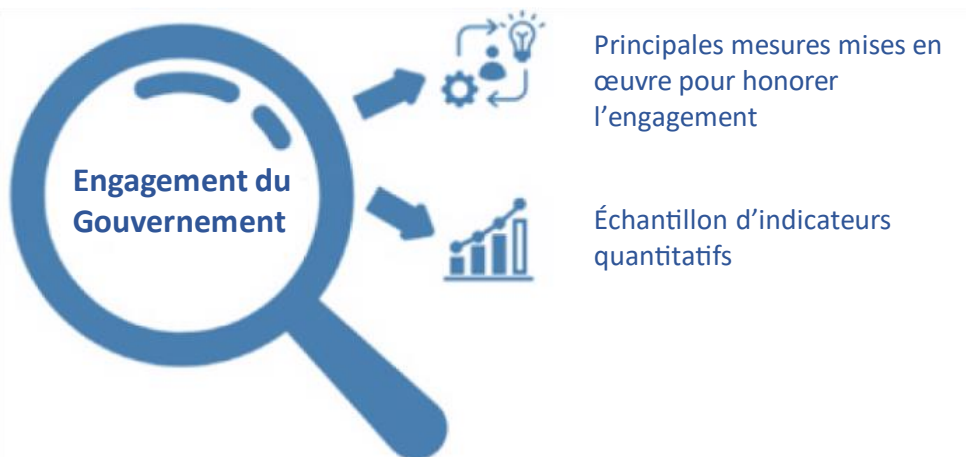 Principales mesures mises en
œuvre pour honorer
l’engagement
Engagement du
Gouvernement
Échantillon d’indicateurs
quantitatifs